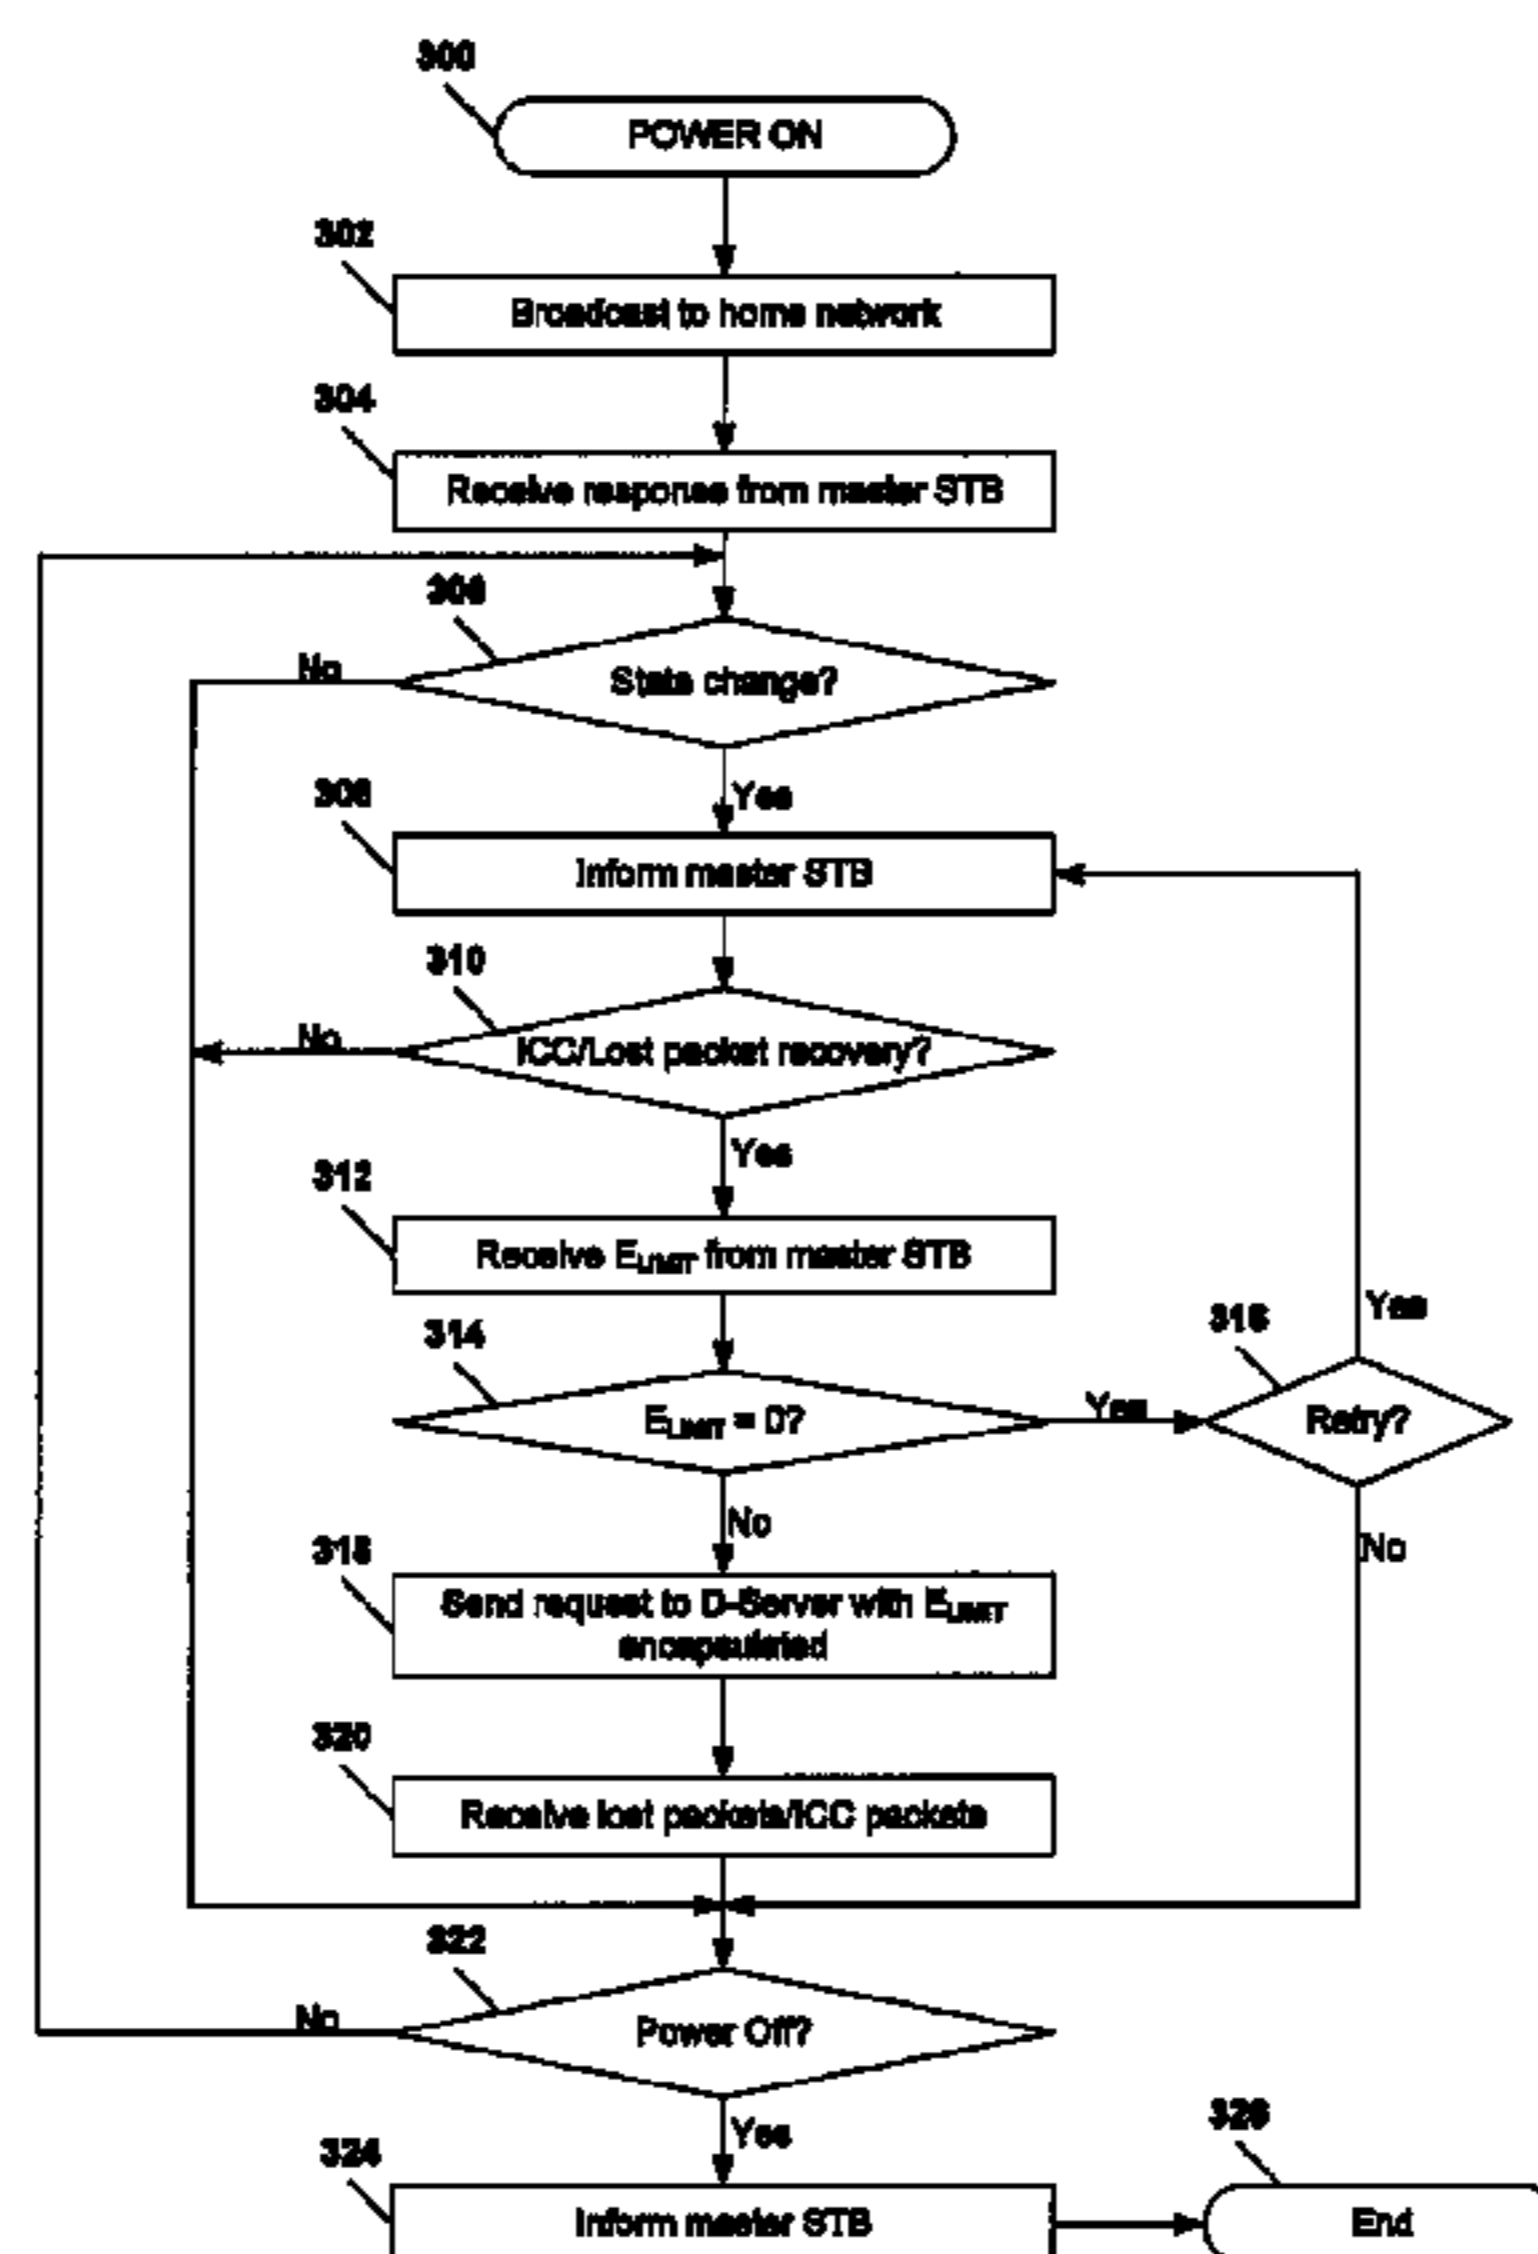 300
POWER ON
302
Broadcast to home network
304
Receive response from master STB
306
State change?
No
Yes
308
Inform master STB
310
ICC/Lost packet recovery?
No
Yes
312
Receive ELIMIT from master STB
314
ELIMIT = 0?
Yes
316
Retry?
Yes
No
No
318
Send request to D-Server with ELIMIT
encapsulated
320
Receive lost packets/ICC packets
322
Power Off?
No
Yes
324
Inform master STB
326
End